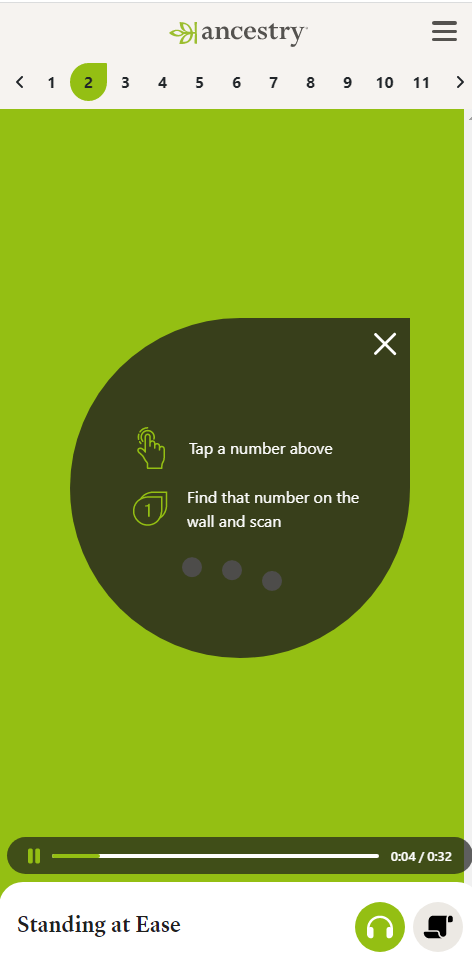 ancestry
1 2 3 4 5 6 7 8 9 10 11
Tap a number above
1
Find that number on the
wall and scan
0:04 / 0:32
Standing at Ease